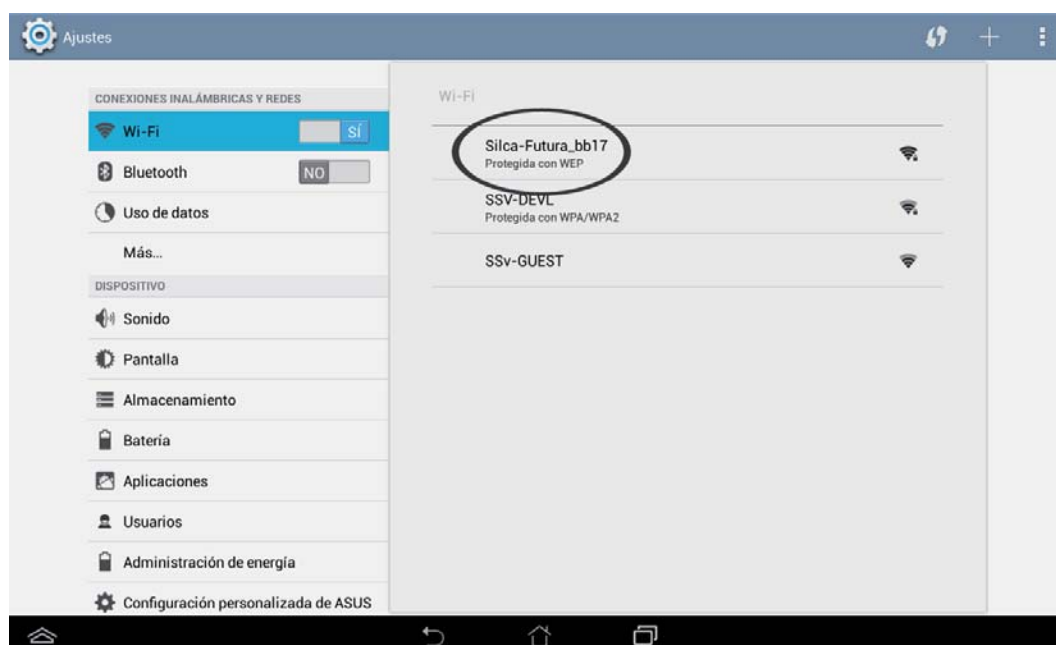 Ajustes
CONEXIONES INALÁMBRICAS Y REDES
Wi-Fi
SÍ
Bluetooth
NO
Uso de datos
Más...
DISPOSITIVO
Sonido
Pantalla
Almacenamiento
Batería
Aplicaciones
Usuarios
Administración de energía
Configuración personalizada de ASUS
Wi-Fi
Silca-Futura_bb17
Protegida con WEP
SSV-DEVL
Protegida con WPA/WPA2
SSv-GUEST